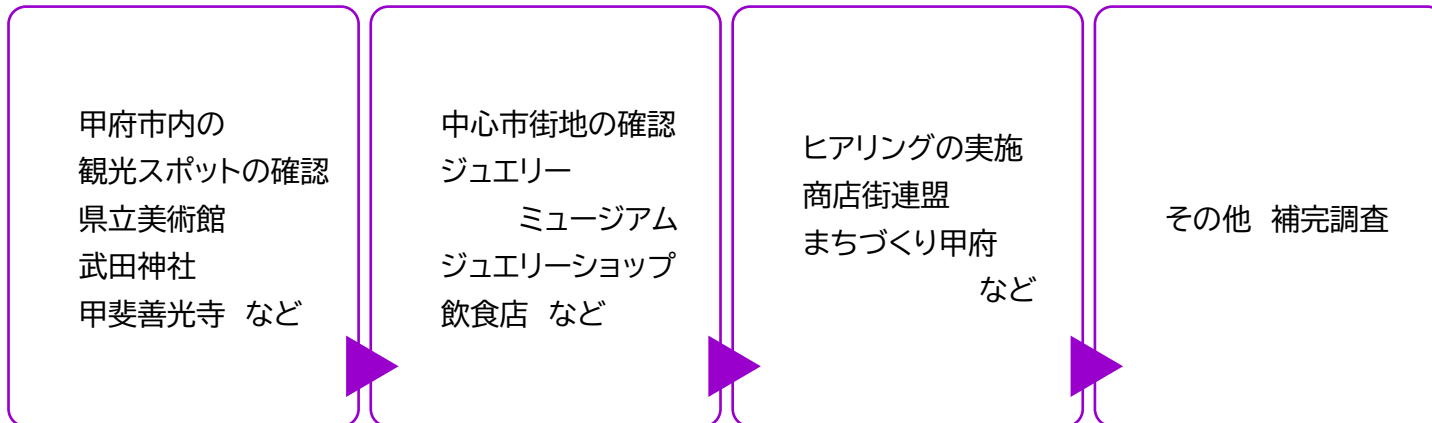 甲府市内の
観光スポットの確認
県立美術館
武田神社
甲斐善光寺　など
中心市街地の確認
ジュエリー
ミュージアム
ジュエリーショップ
飲食店　など
ヒアリングの実施
商店街連盟
まちづくり甲府
など
その他　補完調査